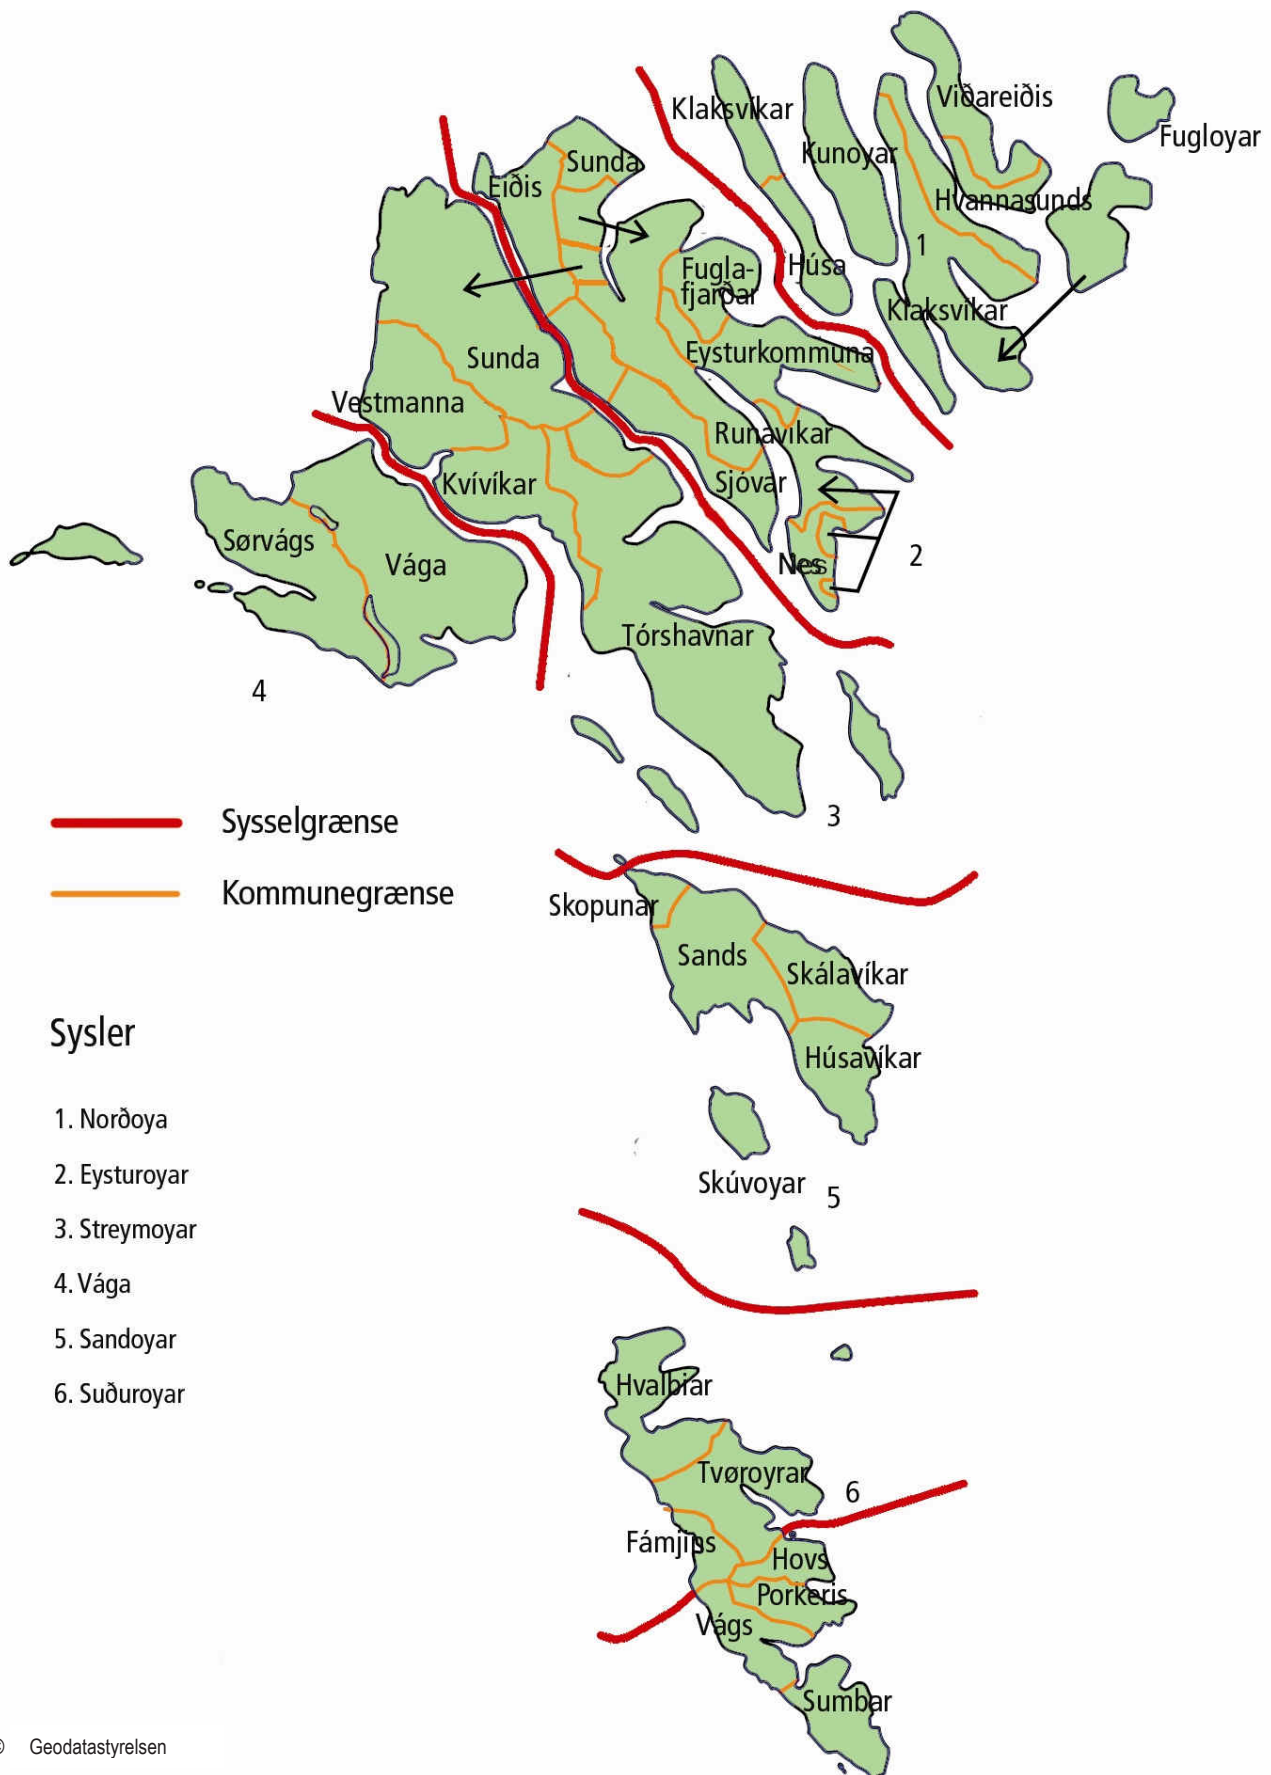 Klaksvíkar
Kunoyar
Viðareiðis
Fugloyar
Sunda
Eiðis
Hvannasunds
1
Fugla-
fjarðar
Húsa
Klaksvíkar
Sunda
Eysturkommuna
Vestmanna
Runavíkar
Kvívíkar
Sjóvar
Sørvágs
Vága
Nes
2
Tórshavnar
4
3
Sysselgrænse
Kommunegrænse
Skopunar
Sands
Skálavíkar
Húsavíkar
Skúvoyar
5
Sysler
1. Norðoya
2. Eysturoyar
3. Streymoyar
4. Vága
5. Sandoyar
6. Suðuroyar
Hvalbiar
Tvøroyrar
6
Fámjins
Hovs
Porkeris
Vágs
Sumbar
© Geodatastyrelsen